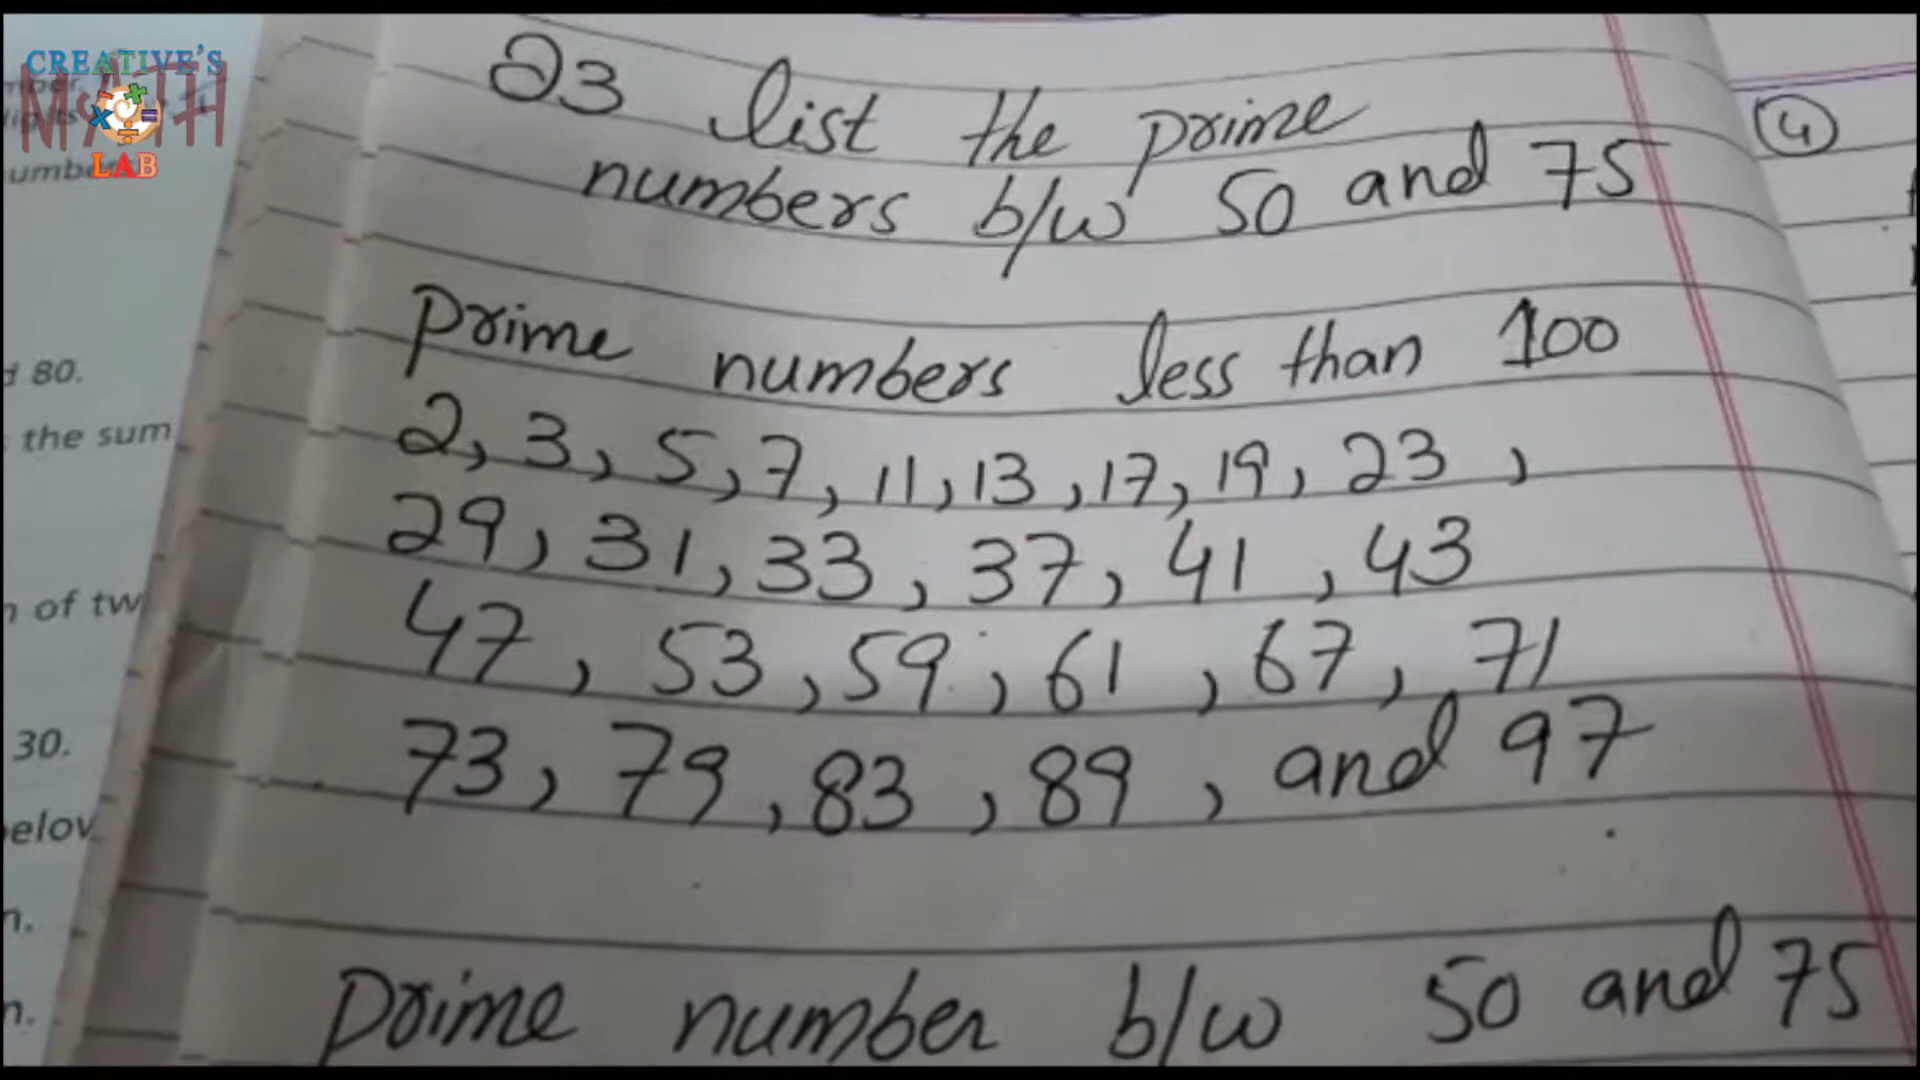 CREATIVE'S
MATH
LAB
23 list the prime
numbers b/w 50 and 75
4
prime numbers less than 100
2, 3, 5, 7, 11, 13, 17, 19, 23,
29, 31, 33, 37, 41, 43
47, 53, 59, 61, 67, 71
73, 79, 83, 89, and 97
prime number b/w 50 and 75
80.
the sum
of tw
30.
elow
n.
n.